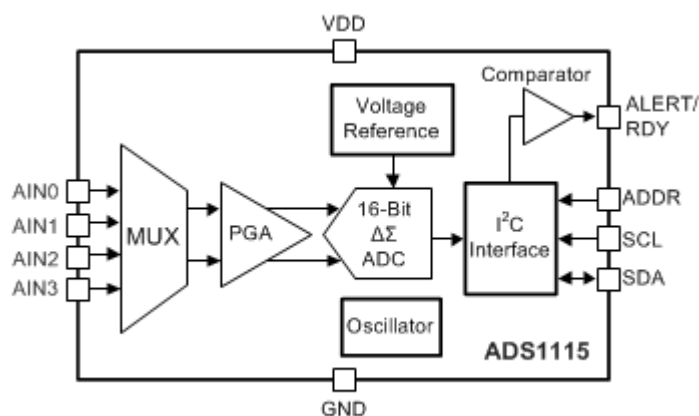 VDD
Comparator
Voltage
Reference
ALERT/
RDY
AIN0
AIN1
AIN2
AIN3
MUX
PGA
16-Bit
ΔΣ
ADC
I²C
Interface
ADDR
SCL
SDA
Oscillator
ADS1115
GND